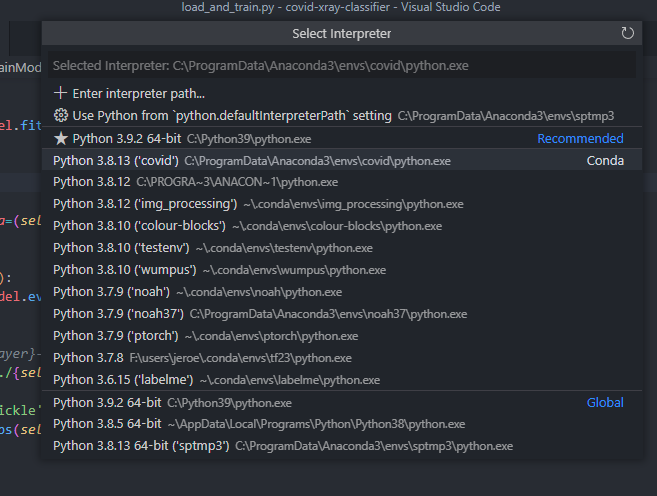 load_and_train.py - covid-xray-classifier - Visual Studio Code
Select Interpreter
ainMod
Selected Interpreter: C:\ProgramData\Anaconda3\envs\covid\python.exe
Enter interpreter path...
Use Python from `python.defaultInterpreterPath` setting C:\ProgramData\Anaconda3\envs\sptmp3
el.fit
Python 3.9.2 64-bit C:\Python39\python.exe Recommended
Python 3.8.13 ('covid') C:\ProgramData\Anaconda3\envs\covid\python.exe Conda
Python 3.8.12 C:\PROGRA~3\ANACON~1\python.exe
Python 3.8.12 ('img_processing') ~\.conda\envs\img_processing\python.exe
a=(sel
Python 3.8.10 ('colour-blocks') ~\.conda\envs\colour-blocks\python.exe
Python 3.8.10 ('testenv') ~\.conda\envs\testenv\python.exe
Python 3.8.10 ('wumpus') ~\.conda\envs\wumpus\python.exe
):
Python 3.7.9 ('noah') ~\.conda\envs\noah\python.exe
del.ev
Python 3.7.9 ('noah37') C:\ProgramData\Anaconda3\envs\noah37\python.exe
Python 3.7.9 ('ptorch') ~\.conda\envs\ptorch\python.exe
ayer}-
Python 3.7.8 F:\users\jeroe\.conda\envs\tf23\python.exe
./{sel
Python 3.6.15 ('labelme') ~\.conda\envs\labelme\python.exe
Python 3.9.2 64-bit C:\Python39\python.exe Global
ickle'
Python 3.8.5 64-bit ~\AppData\Local\Programs\Python\Python38\python.exe
ps(sel
Python 3.8.13 64-bit ('sptmp3') C:\ProgramData\Anaconda3\envs\sptmp3\python.exe